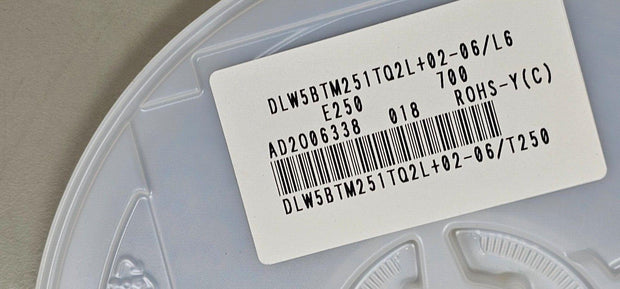 DLW5BTM251TQ2L+02-06/L6
E250 700
AD2006338 018 ROHS-Y(C)
DLW5BTM251TQ2L+02-06/T250